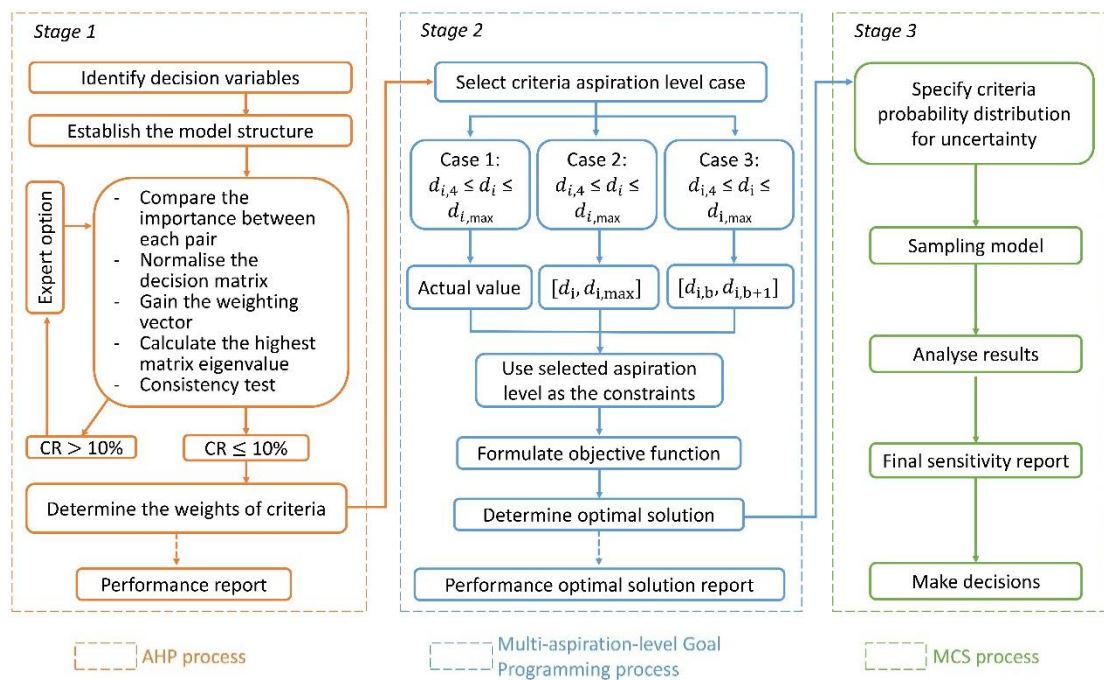 Stage 1
Identify decision variables
Establish the model structure
Expert option
- Compare the
importance between
each pair
- Normalise the
decision matrix
- Gain the weighting
vector
- Calculate the highest
matrix eigenvalue
- Consistency test
CR > 10%
CR ≤ 10%
Determine the weights of criteria
Performance report
AHP process
Stage 2
Select criteria aspiration level case
Case 1:
d_{i,4} ≤ d_i ≤
d_{i,max}
Case 2:
d_{i,4} ≤ d_i ≤
d_{i,max}
Case 3:
d_{i,4} ≤ d_i ≤
d_{i,max}
Actual value
[d_i, d_{i,max}]
[d_{i,b}, d_{i,b+1}]
Use selected aspiration
level as the constraints
Formulate objective function
Determine optimal solution
Performance optimal solution report
Multi-aspiration-level Goal
Programming process
Stage 3
Specify criteria
probability distribution
for uncertainty
Sampling model
Analyse results
Final sensitivity report
Make decisions
MCS process